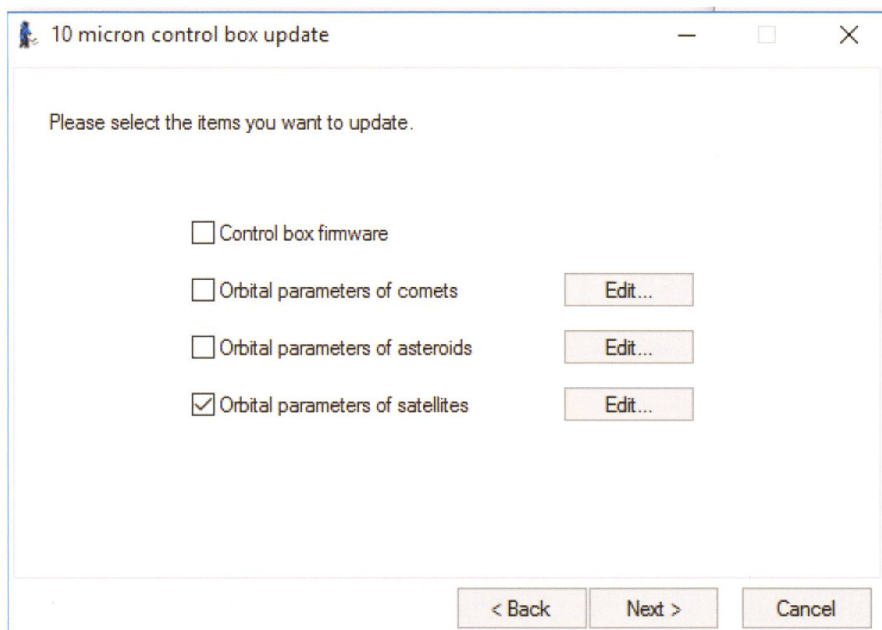 10 micron control box update
Please select the items you want to update.
Control box firmware
Orbital parameters of comets
Edit...
Orbital parameters of asteroids
Edit...
Orbital parameters of satellites
Edit...
< Back
Next >
Cancel